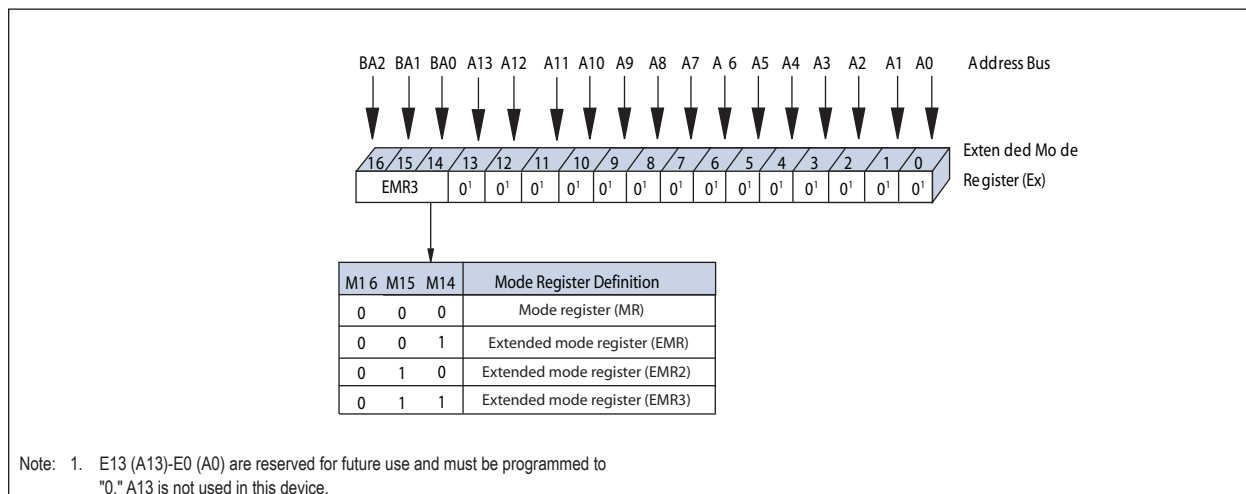 BA2 BA1 BA0 A13 A12 A11 A10 A9 A8 A7 A 6 A5 A4 A3 A2 A1 A0 Address Bus
16 15 14 13 12 11 10 9 8 7 6 5 4 3 2 1 0
Exten ded Mo de
Register (Ex)
EMR3 0¹ 0¹ 0¹ 0¹ 0¹ 0¹ 0¹ 0¹ 0¹ 0¹ 0¹ 0¹ 0¹ 0¹
M1 6 M15 M14 Mode Register Definition
0 0 0 Mode register (MR)
0 0 1 Extended mode register (EMR)
0 1 0 Extended mode register (EMR2)
0 1 1 Extended mode register (EMR3)
Note: 1. E13 (A13)-E0 (A0) are reserved for future use and must be programmed to
"0." A13 is not used in this device.